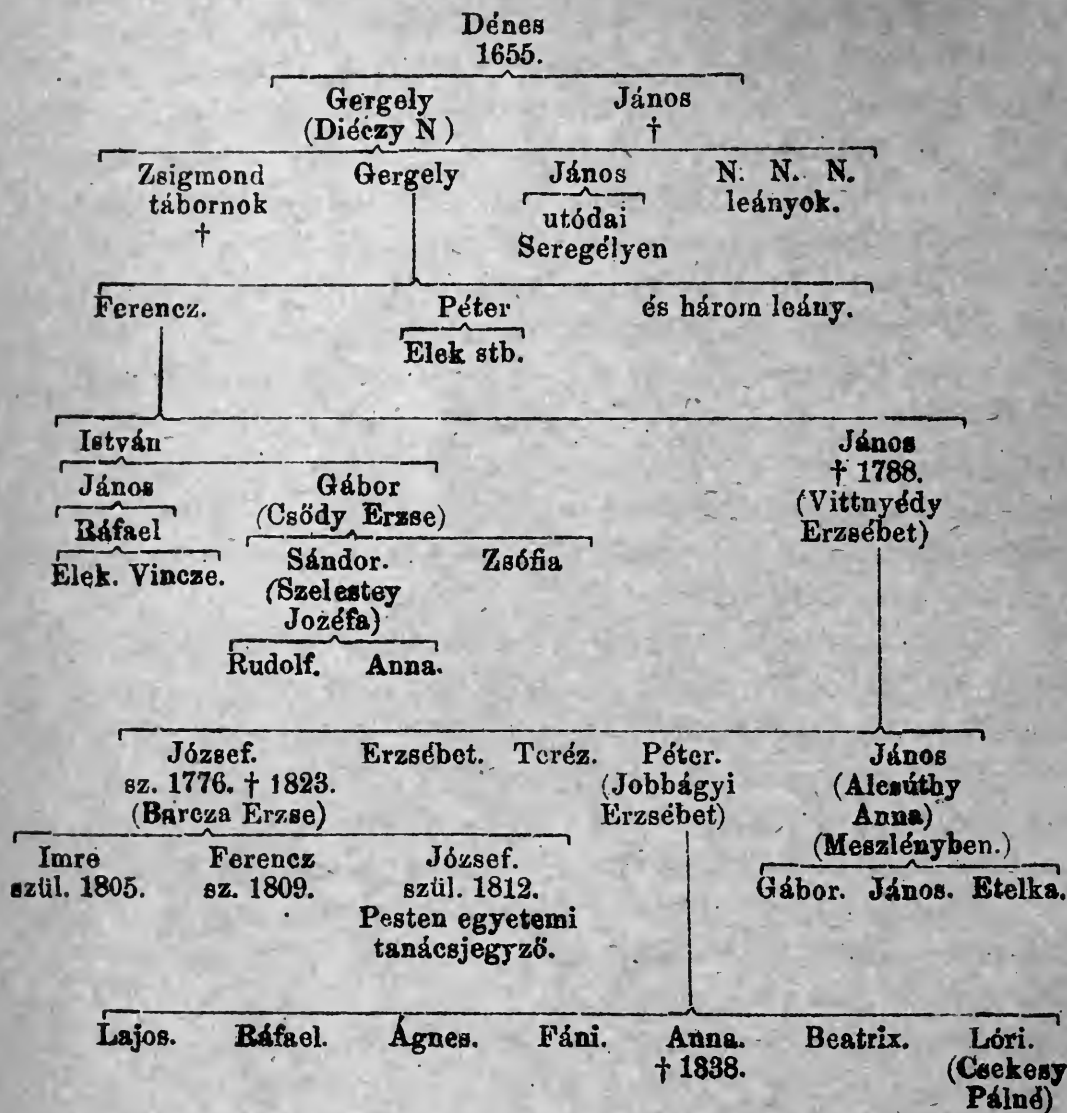 Dénes
1655.
Gergely János
(Diéczy N) †
Zsigmond Gergely János N. N. N.
tábornok utódai leányok.
† Seregélyen
Ferencz. Péter és három leány.
Elek stb.
István János
János Gábor † 1788.
(Csődy Erzse) (Vittnyédy
Ráfael Erzsébet)
Sándor. Zsófia
Elek. Vincze. (Szelestey
Jozéfa)
Rudolf. Anna.
József. Erzsébet. Teréz. Péter. János
sz. 1776. † 1823. (Jobbágyi (Alcsúthy
(Barcza Erzse) Erzsébet) Anna)
(Meszlényben.)
Imre Ferencz József.
szül. 1805. sz. 1809. szül. 1812. Gábor. János. Etelka.
Pesten egyetemi
tanácsjegyző.
Lajos. Ráfael. Ágnes. Fáni. Anna. Beatrix. Lóri.
† 1838. (Csekesy
Pálné)